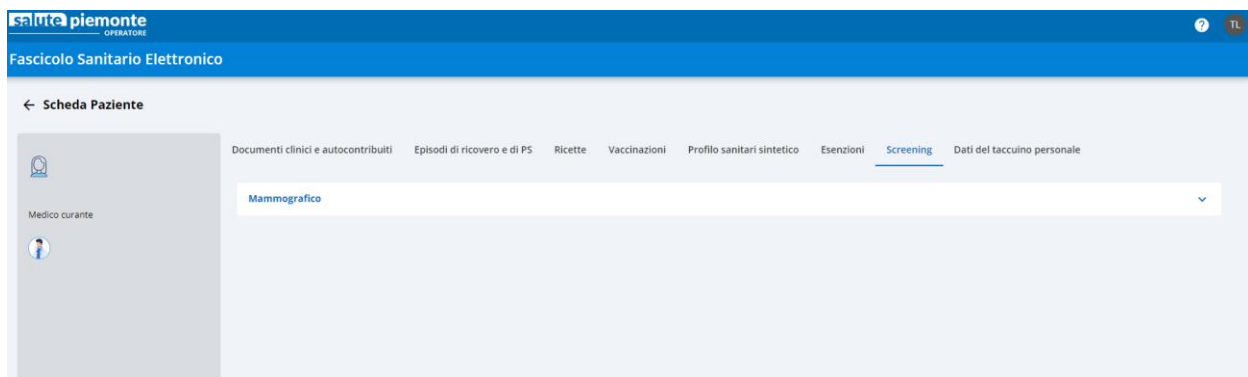 salute piemonte
OPERATORE
? TL
Fascicolo Sanitario Elettronico
← Scheda Paziente
Documenti clinici e autocontribuiti Episodi di ricovero e di PS Ricette Vaccinazioni Profilo sanitari sintetico Esenzioni Screening Dati del taccuino personale
Mammografico
Medico curante